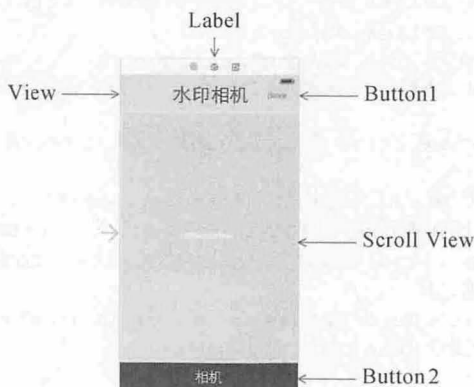 Label
View
水印相机
Button1
Scroll View
相机
Button2